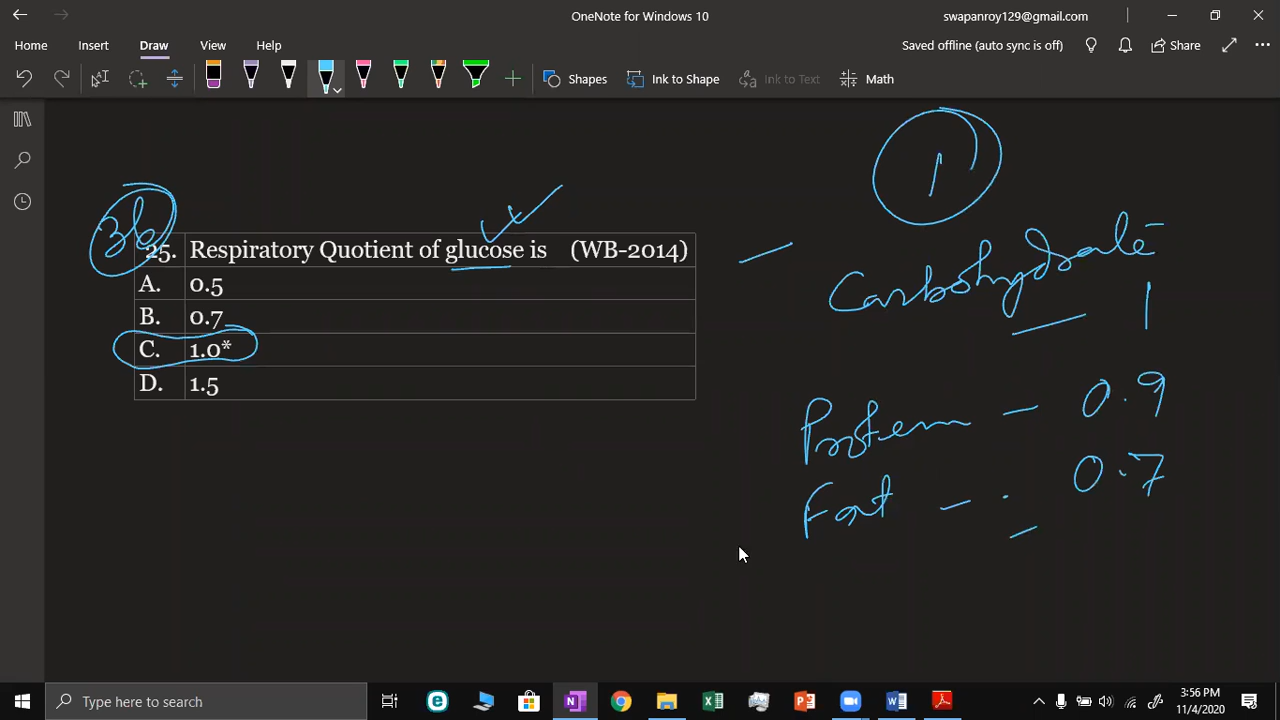 OneNote for Windows 10
swapanroy129@gmail.com
Home Insert Draw View Help
Saved offline (auto sync is off)
Share
Shapes
Ink to Shape
Ink to Text
Math
1
3b
25. Respiratory Quotient of glucose is (WB-2014)
A. 0.5
B. 0.7
C. 1.0*
D. 1.5
— Carbohydrate
— 1
Protein — 0.9
Fat — 0.7
Type here to search
3:56 PM
11/4/2020